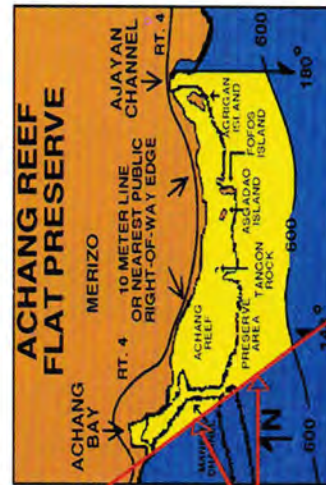 ACHANG REEF
FLAT PRESERVE
ACHANG
BAY
MERIZO
AJAYAN
CHANNEL
RT. 4
RT. 4
10 METER LINE
OR NEAREST PUBLIC
RIGHT-OF-WAY EDGE
ACHANG
REEF
PRESERVE
AREA
TANGON
ROCK
ASGADAO
ISLAND
FOFOS
ISLAND
AGRIGAN
ISLAND
N
600
600
600
180°